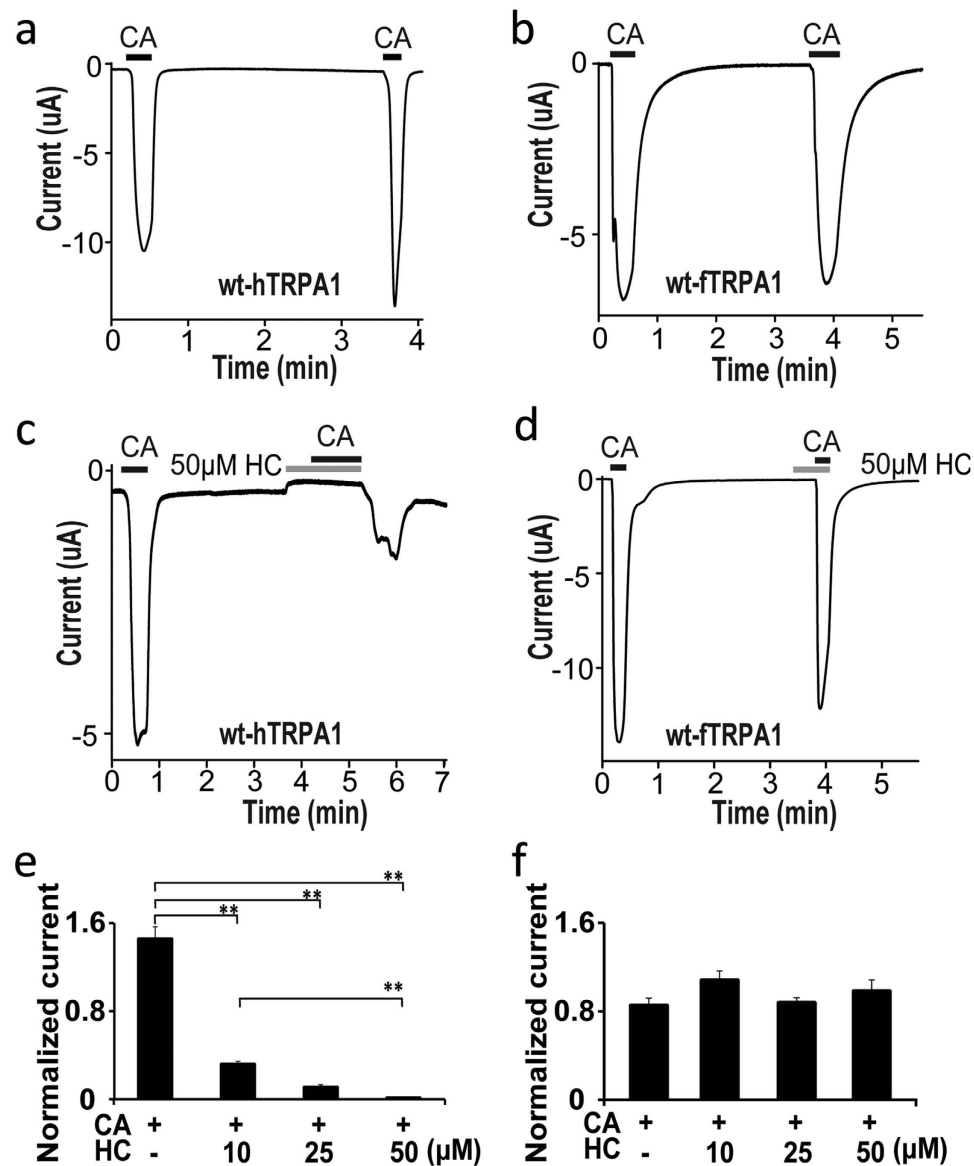 a
CA
CA
0
-5
-10
Current (uA)
wt-hTRPA1
0 1 2 3 4
Time (min)
b
CA
CA
0
-5
Current (uA)
wt-fTRPA1
0 1 2 3 4 5
Time (min)
c
CA
50μM HC
CA
0
-5
Current (uA)
wt-hTRPA1
0 1 2 3 4 5 6 7
Time (min)
d
CA
CA
50μM HC
0
-5
-10
Current (uA)
wt-fTRPA1
0 1 2 3 4 5
Time (min)
e
Normalized current
1.6
0.8
0
**
**
**
**
CA + + + +
HC - 10 25 50 (μM)
f
Normalized current
1.6
0.8
0
CA + + + +
HC - 10 25 50 (μM)